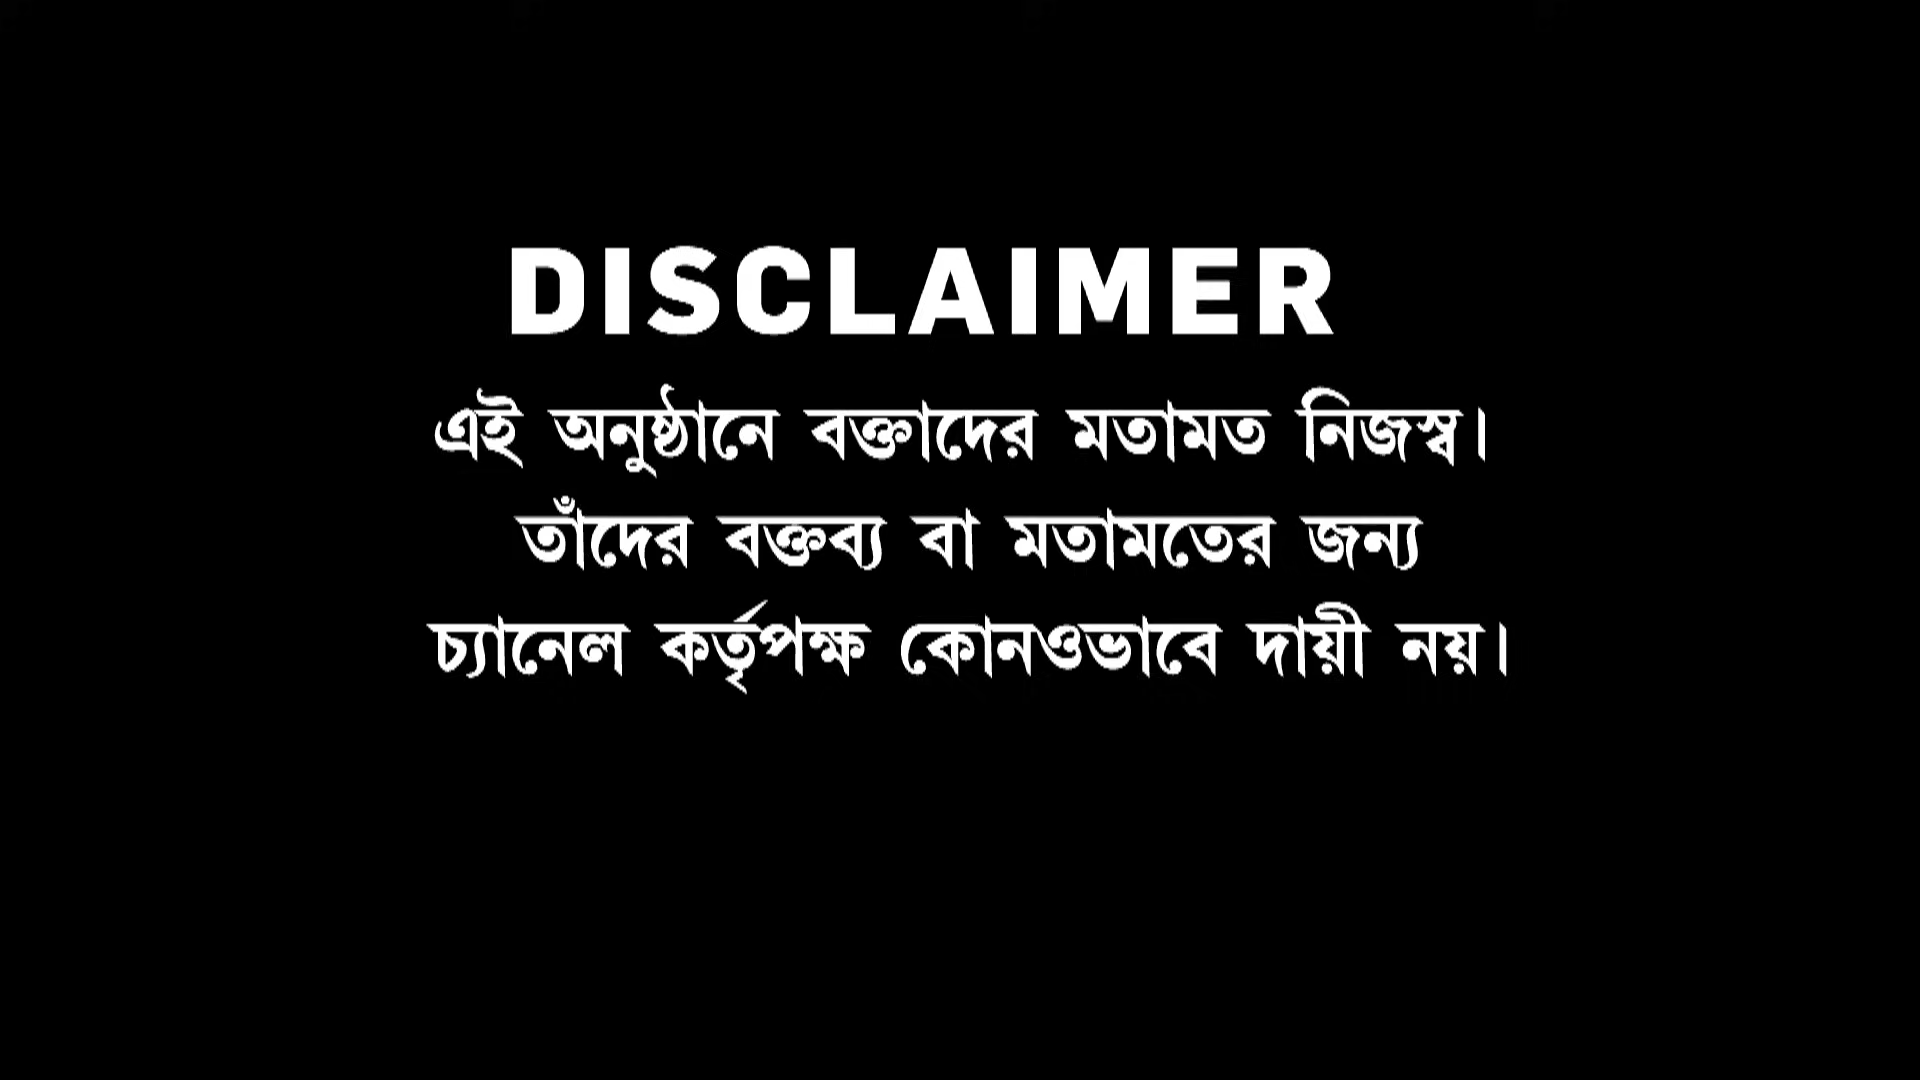 DISCLAIMER
এই অনুষ্ঠানে বক্তাদের মতামত নিজস্ব।
তাঁদের বক্তব্য বা মতামতের জন্য
চ্যানেল কর্তৃপক্ষ কোনওভাবে দায়ী নয়।